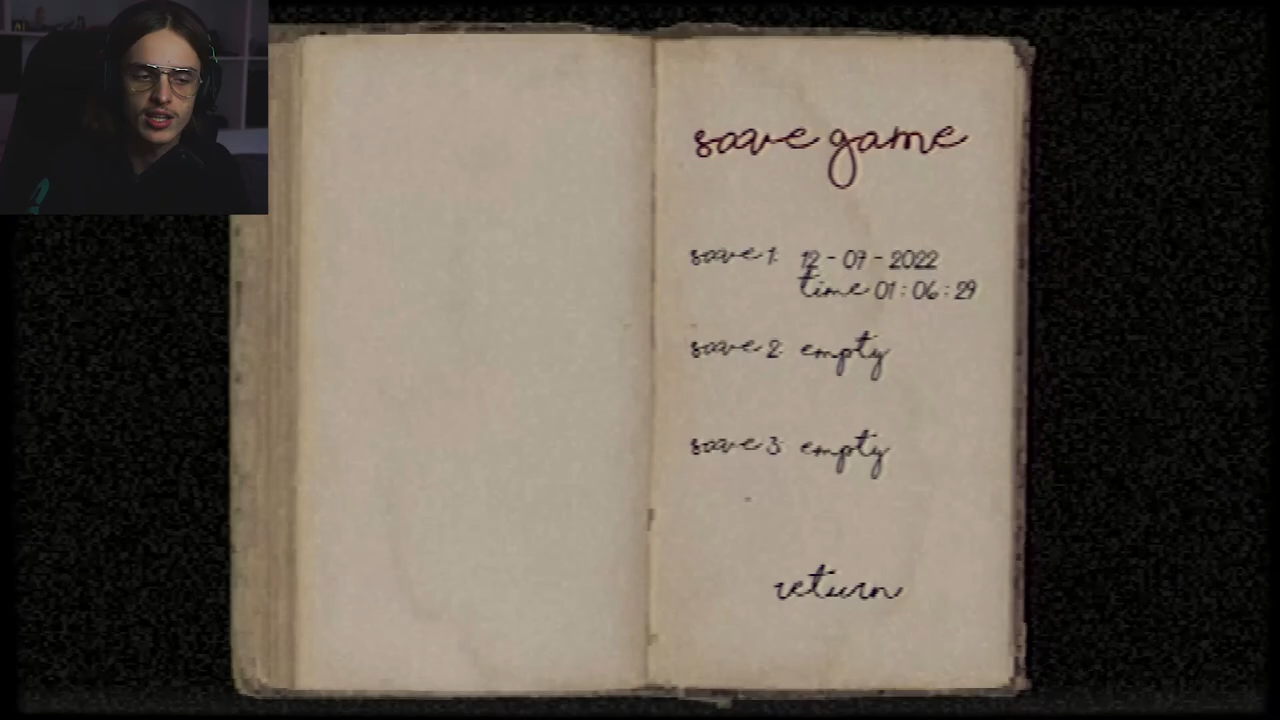 save game
save 1: 12-07-2022
time 01:06:29
save 2: empty
save 3: empty
return